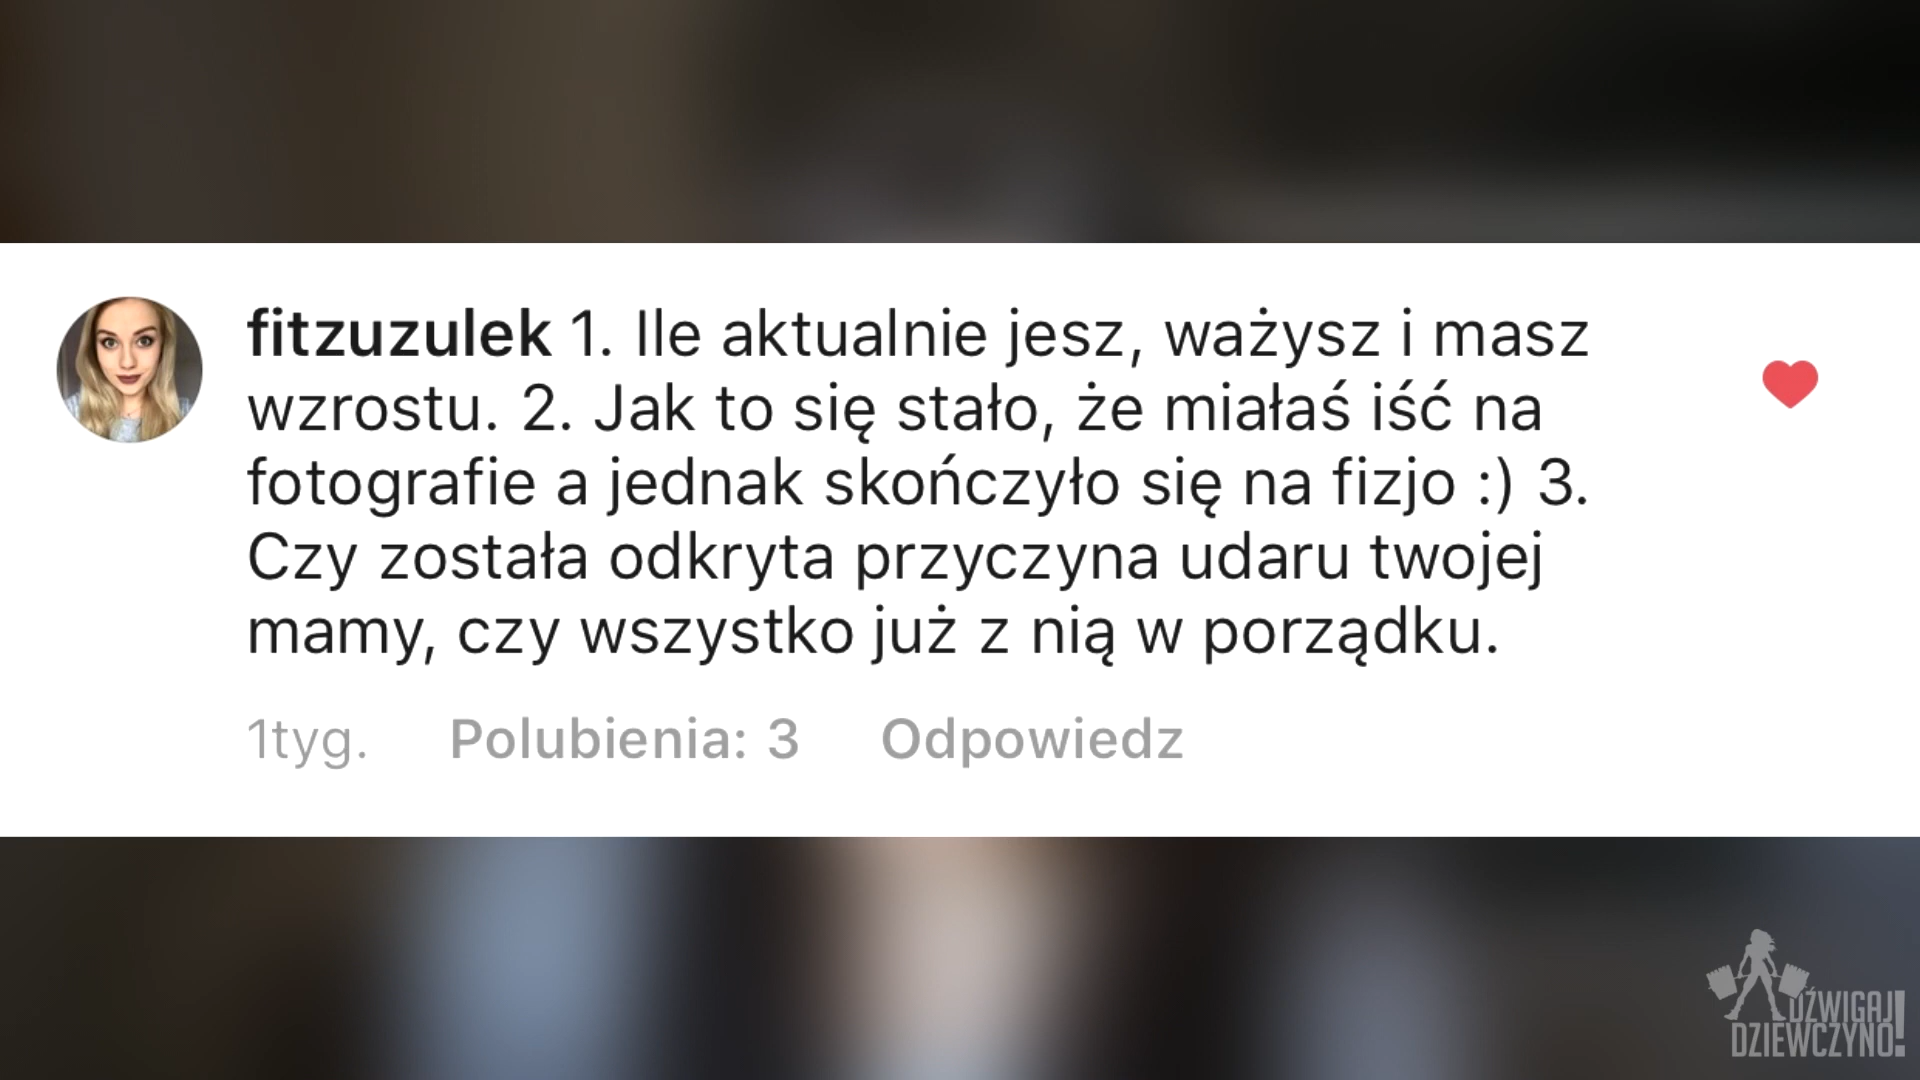 fitzuzulek 1. Ile aktualnie jesz, ważysz i masz
wzrostu. 2. Jak to się stało, że miałaś iść na
fotografie a jednak skończyło się na fizjo :) 3.
Czy została odkryta przyczyna udaru twojej
mamy, czy wszystko już z nią w porządku.
1tyg. Polubienia: 3 Odpowiedz
DŹWIGAJ
DZIEWCZYNO!